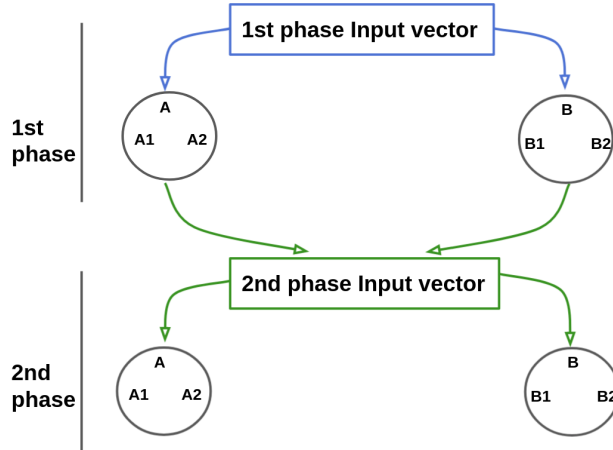 1st phase Input vector
1st
phase
A
A1 A2
B
B1 B2
2nd phase Input vector
2nd
phase
A
A1 A2
B
B1 B2